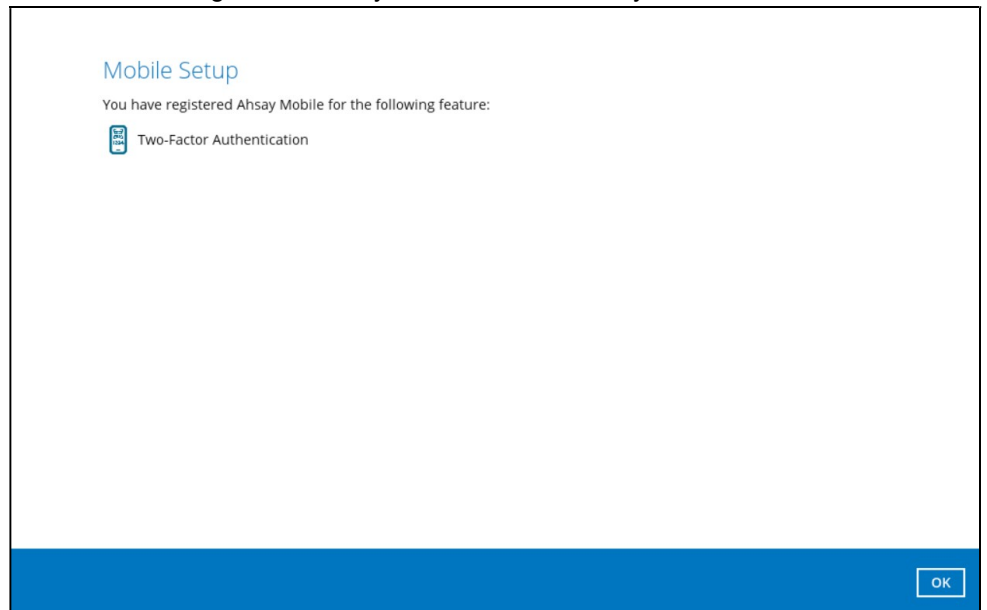 Mobile Setup
You have registered Ahsay Mobile for the following feature:
Two-Factor Authentication
OK